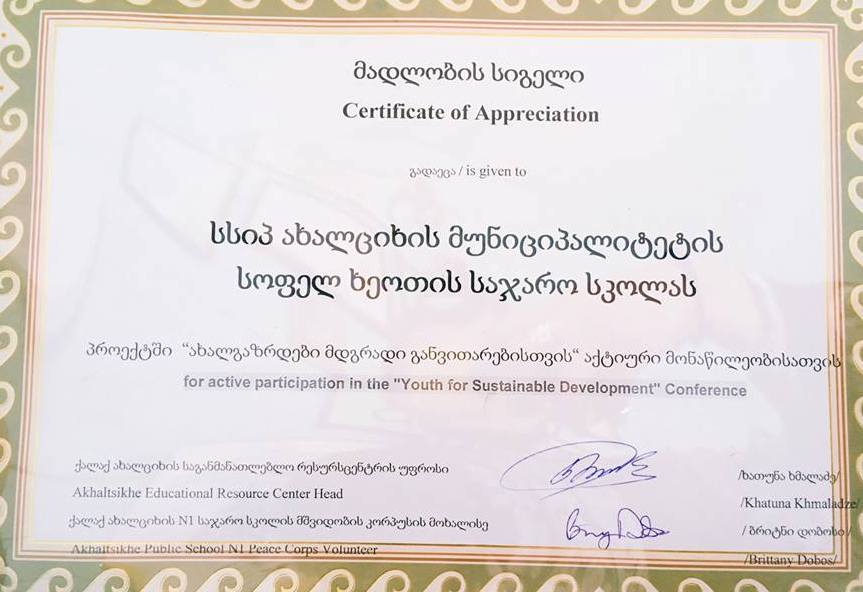 მადლობის სიგელი
Certificate of Appreciation
გადაეცა / is given to
სსიპ ახალციხის მუნიციპალიტეტის
სოფელ ხეოთის საჯარო სკოლას
პროექტში "ახალგაზრდები მდგრადი განვითარებისთვის" აქტიური მონაწილეობისათვის
for active participation in the "Youth for Sustainable Development" Conference
ქალაქ ახალციხის საგანმანათლებლო რესურსცენტრის უფროსი /ხათუნა ხმალაძე/
Akhaltsikhe Educational Resource Center Head /Khatuna Khmaladze/
ქალაქ ახალციხის N1 საჯარო სკოლის მშვიდობის კორპუსის მოხალისე / ბრიტნი დობოსი/
Akhaltsikhe Public School N1 Peace Corps Volunteer /Brittany Dobos/